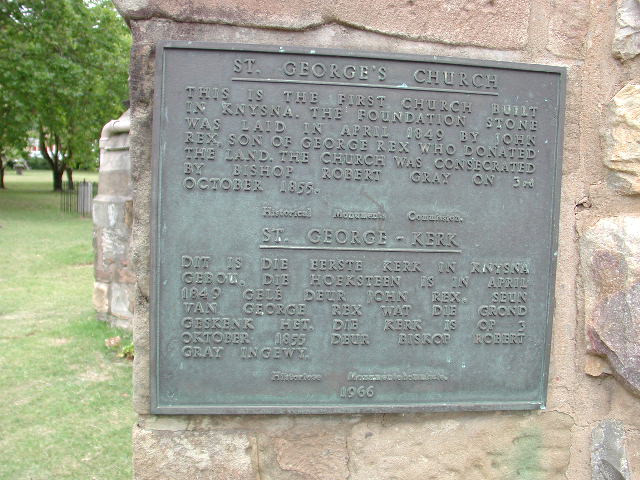 ST. GEORGE'S CHURCH
THIS IS THE FIRST CHURCH BUILT
IN KNYSNA. THE FOUNDATION STONE
WAS LAID IN APRIL 1849 BY JOHN
REX, SON OF GEORGE REX WHO DONATED
THE LAND. THE CHURCH WAS CONSECRATED
BY BISHOP ROBERT GRAY ON 3rd
OCTOBER 1855.
Historical Monuments Commission.
ST. GEORGE - KERK
DIT IS DIE EERSTE KERK IN KNYSNA
GEBOU. DIE HOEKSTEEN IS IN APRIL
1849 GELÊ DEUR JOHN REX. SEUN
VAN GEORGE REX WAT DIE GROND
GESKENK HET. DIE KERK IS OP 3
OKTOBER 1855 DEUR BISKOP ROBERT
GRAY INGEWY.
Historiese Monumentekommissie.
1966